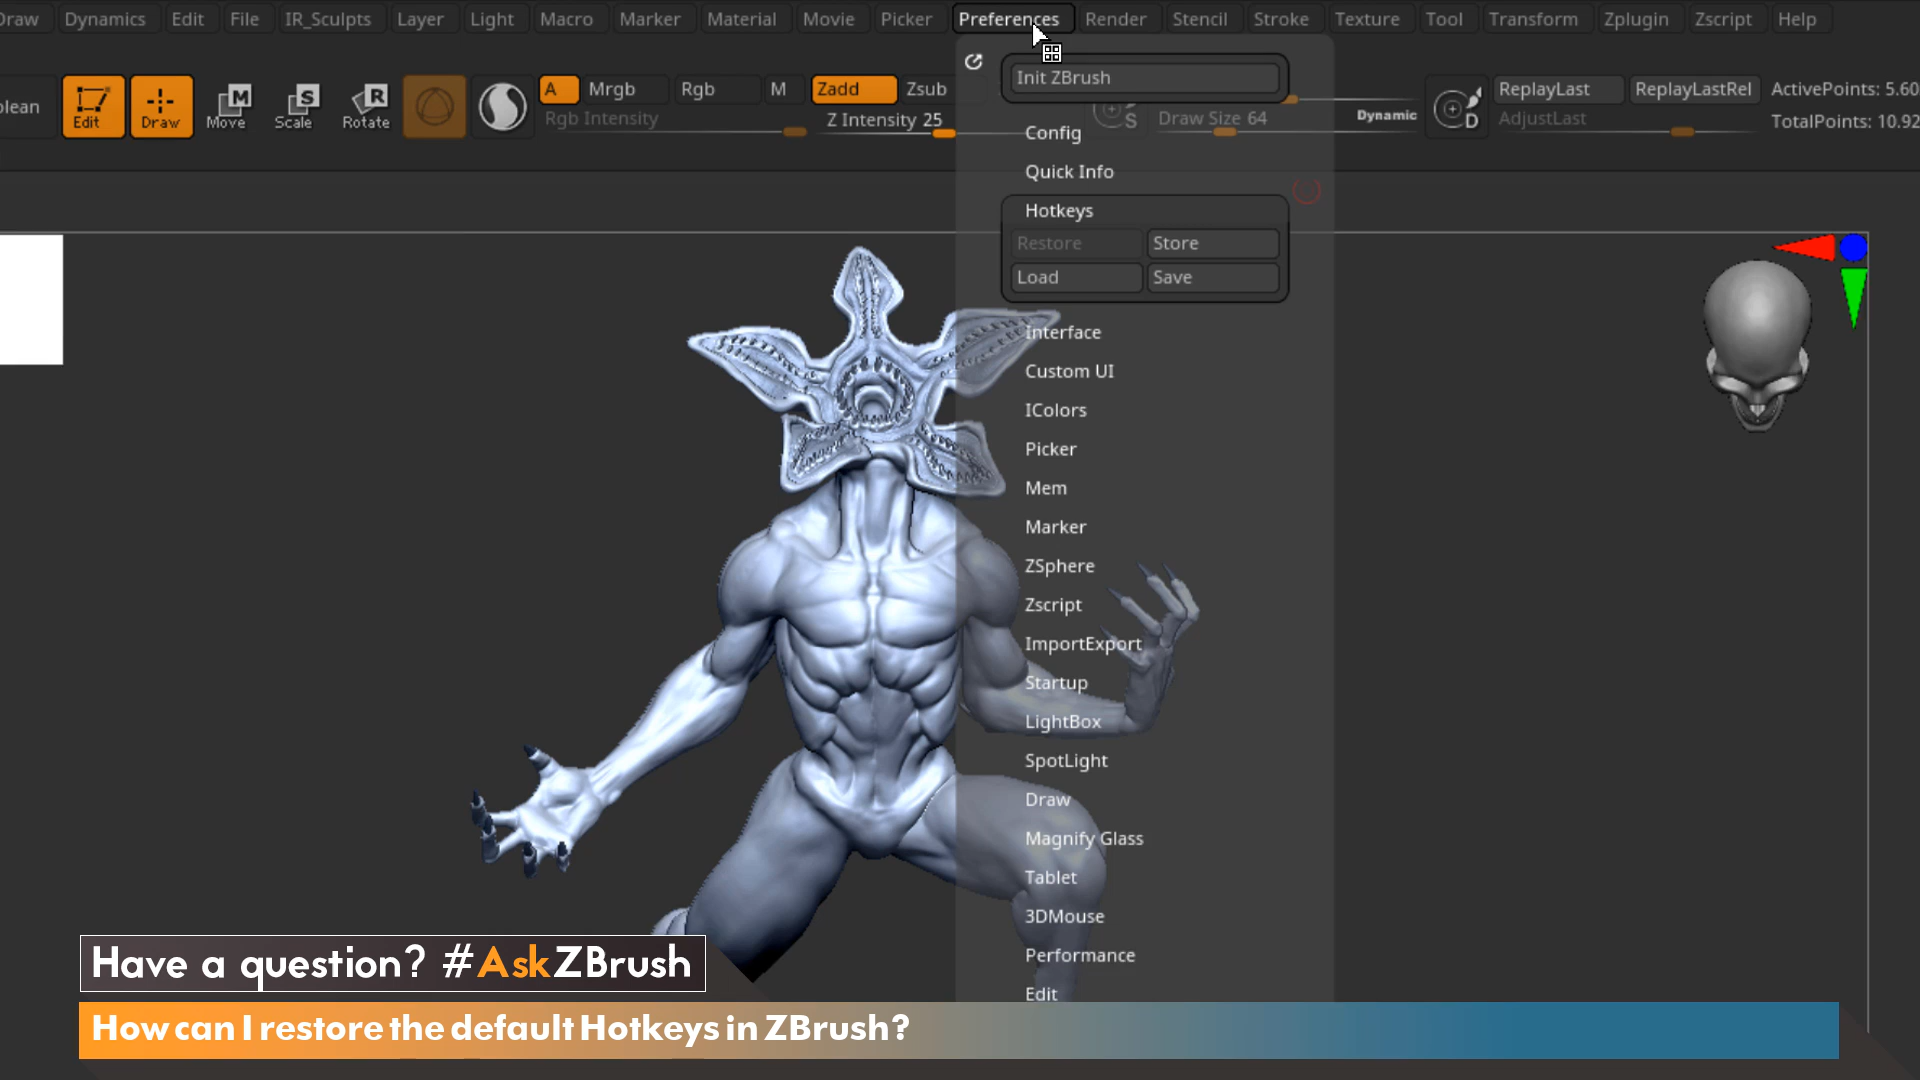 Draw Dynamics Edit File IR_Sculpts Layer Light Macro Marker Material Movie Picker Preferences Render Stencil Stroke Texture Tool Transform Zplugin Zscript Help
Init ZBrush
olean Edit Draw Move Scale Rotate
M S R
A Mrgb Rgb M Zadd Zsub
Rgb Intensity Z Intensity 25
S Draw Size 64 Dynamic D
ReplayLast ReplayLastRel ActivePoints: 5.60
AdjustLast TotalPoints: 10.92
Config
Quick Info
Hotkeys
Restore Store
Load Save
Interface
Custom UI
IColors
Picker
Mem
Marker
ZSphere
Zscript
ImportExport
Startup
LightBox
SpotLight
Draw
Magnify Glass
Tablet
3DMouse
Performance
Edit
Have a question? #AskZBrush
How can I restore the default Hotkeys in ZBrush?